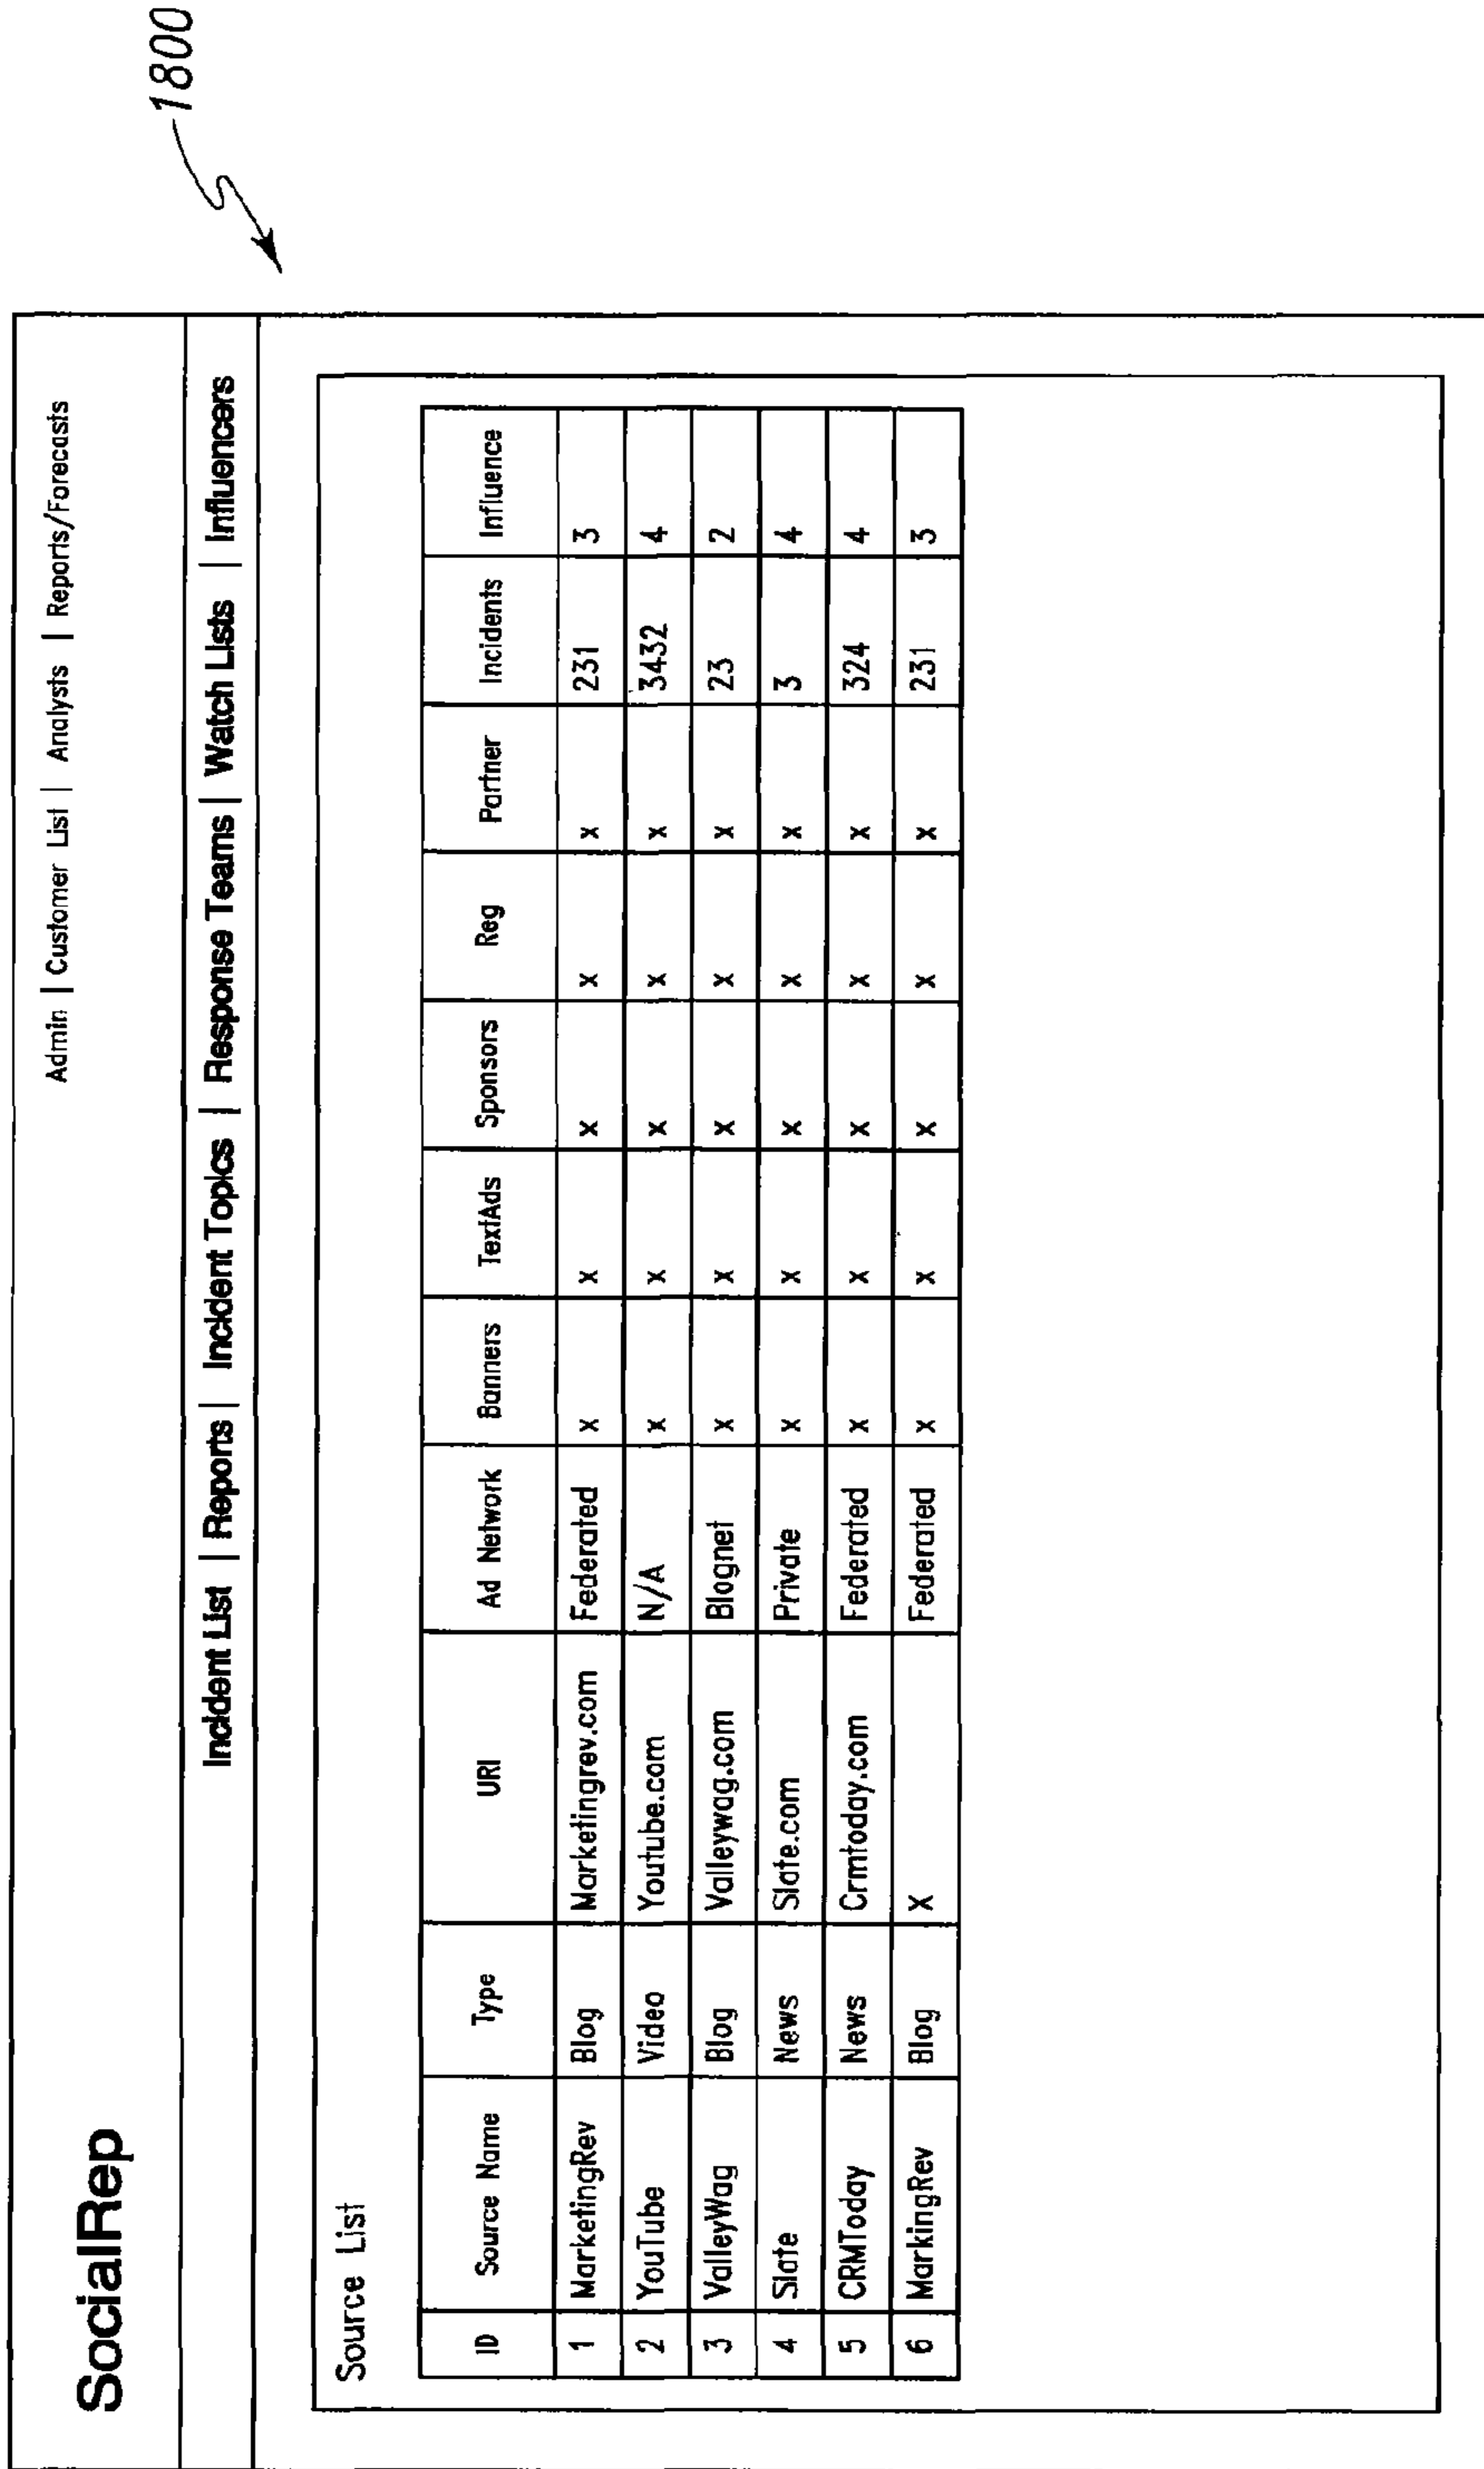 1800
SocialRep
Admin | Customer List | Analysts | Reports/Forecasts
Incident List | Reports | Incident Topics | Response Teams | Watch Lists | Influencers
Source List
ID Source Name Type URI Ad Network Banners TextAds Sponsors Reg Partner Incidents Influence
1 MarketingRev Blog Marketingrev.com Federated x x x x x 231 3
2 YouTube Video Youtube.com N/A x x x x x 3432 4
3 ValleyWag Blog Valleywag.com Blognet x x x x x 23 2
4 Slate News Slate.com Private x x x x x 3 4
5 CRMToday News Crmtoday.com Federated x x x x x 324 4
6 MarkingRev Blog X Federated x x x x x 231 3